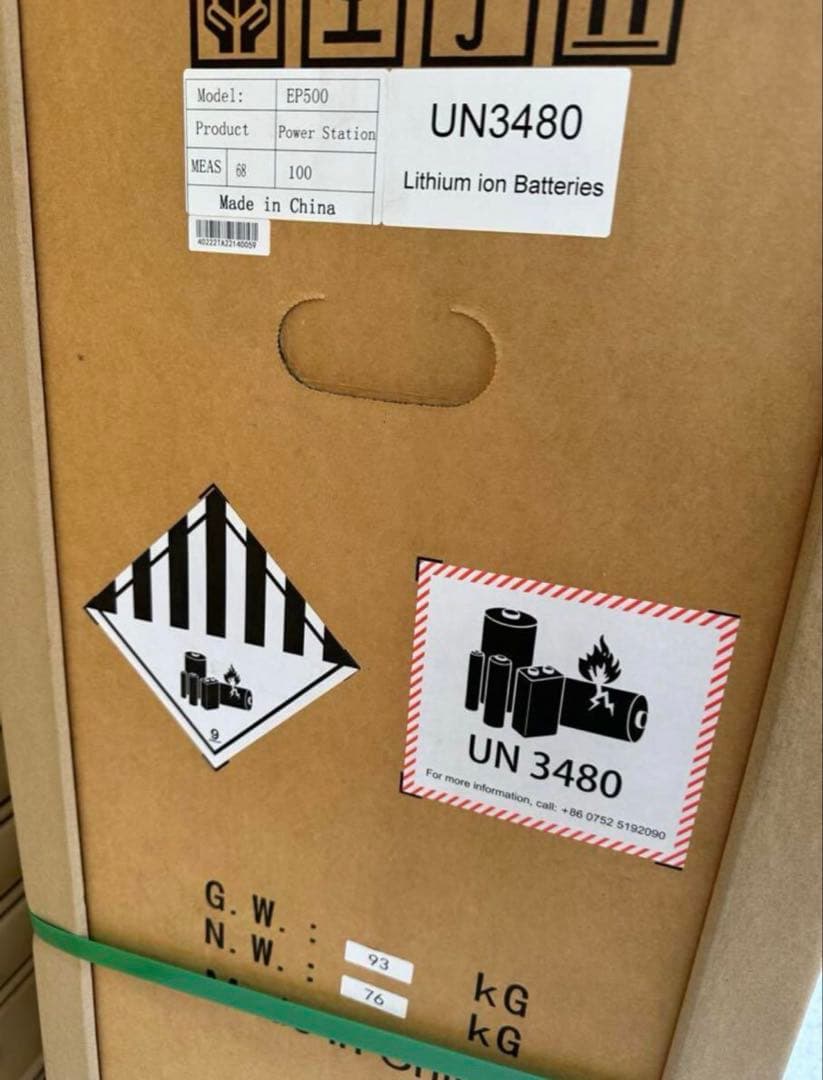 Model: EP500
Product Power Station
MEAS 68 100
Made in China
UN3480
Lithium ion Batteries
9
UN 3480
For more information, call: +86 0752 5192090
G. W. : 93 kG
N. W. : 76 kG